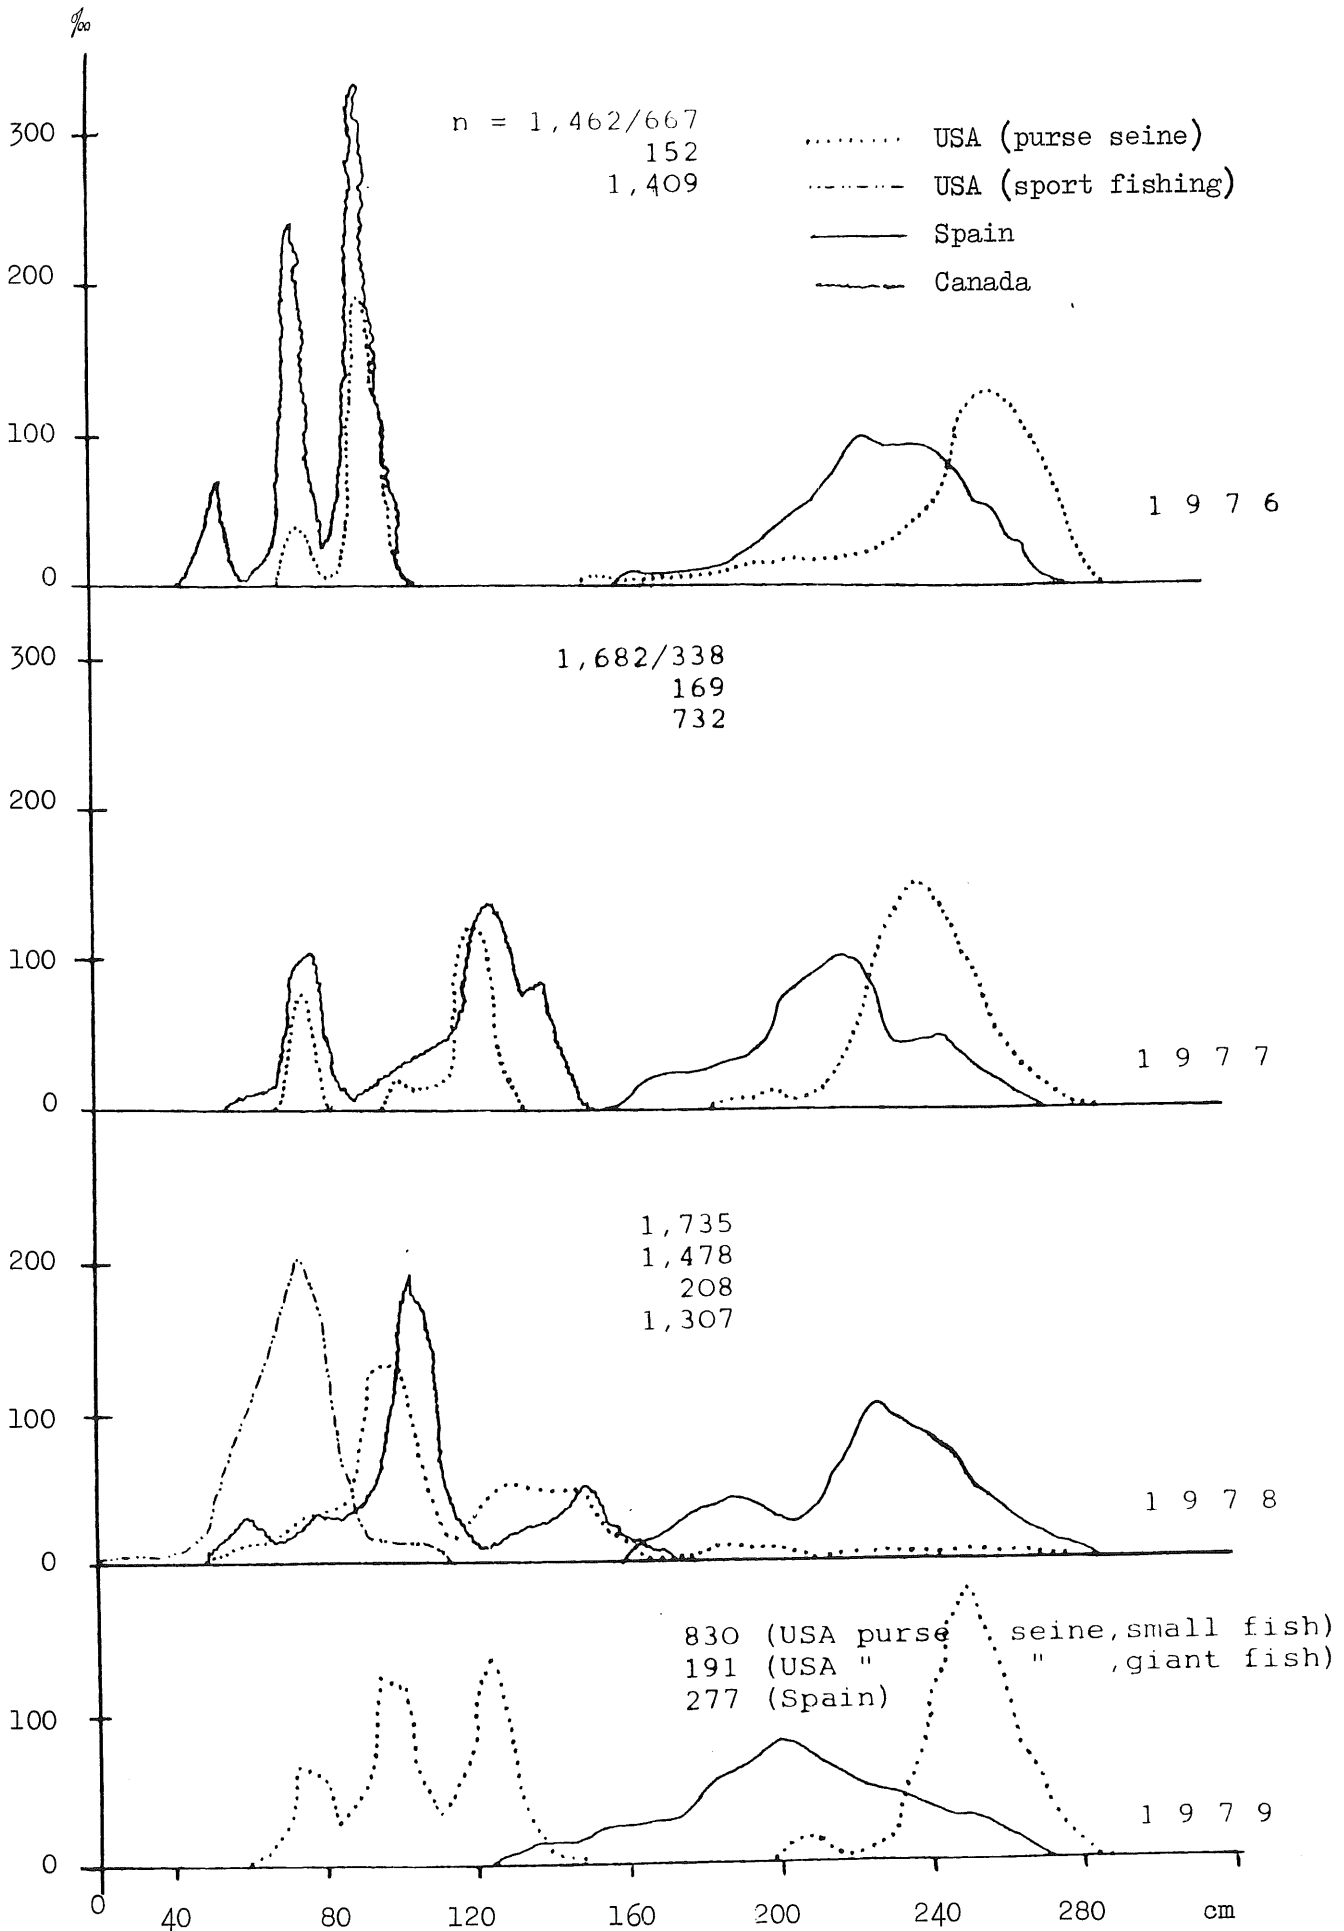 ‰
300
200
100
0
n = 1,462/667
152
1,409
USA (purse seine)
USA (sport fishing)
Spain
Canada
1 9 7 6
300
200
100
0
1,682/338
169
732
1 9 7 7
200
100
0
1,735
1,478
208
1,307
1 9 7 8
100
0
830 (USA purse seine, small fish)
191 (USA " " , giant fish)
277 (Spain)
1 9 7 9
0 40 80 120 160 200 240 280 cm